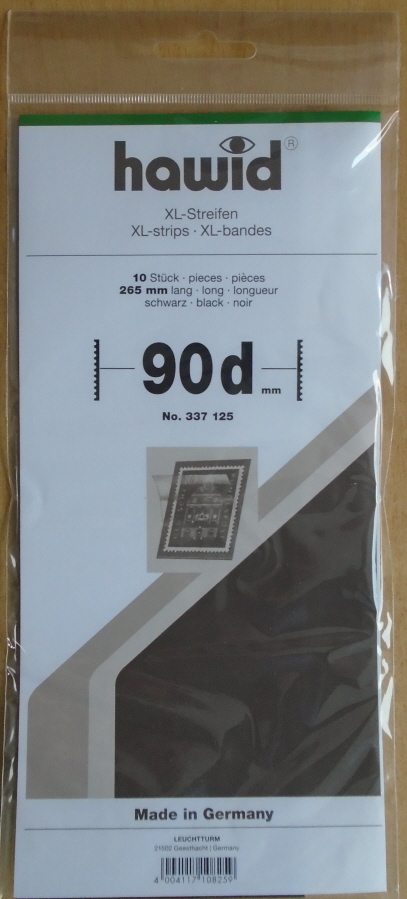 hawid®
XL-Streifen
XL-strips · XL-bandes
10 Stück · pieces · pièces
265 mm lang · long · longueur
schwarz · black · noir
90 d mm
No. 337 125
Made in Germany
LEUCHTTURM
21502 Geesthacht | Germany
4 004117 108259